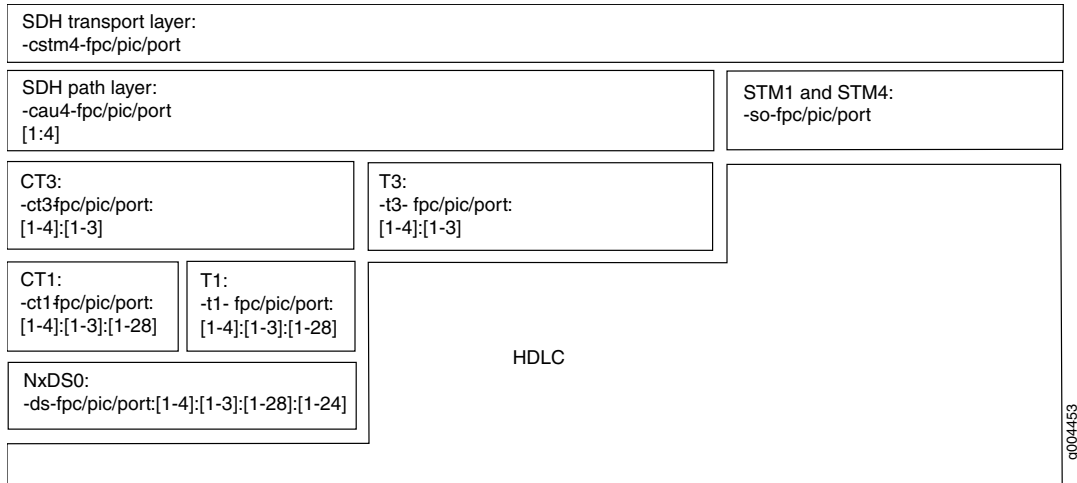 SDH transport layer:
-cstm4-fpc/pic/port
SDH path layer:
-cau4-fpc/pic/port
[1:4]
STM1 and STM4:
-so-fpc/pic/port
CT3:
-ct3-fpc/pic/port:
[1-4]:[1-3]
T3:
-t3- fpc/pic/port:
[1-4]:[1-3]
CT1:
-ct1-fpc/pic/port:
[1-4]:[1-3]:[1-28]
T1:
-t1- fpc/pic/port:
[1-4]:[1-3]:[1-28]
HDLC
NxDS0:
-ds-fpc/pic/port:[1-4]:[1-3]:[1-28]:[1-24]
g004453